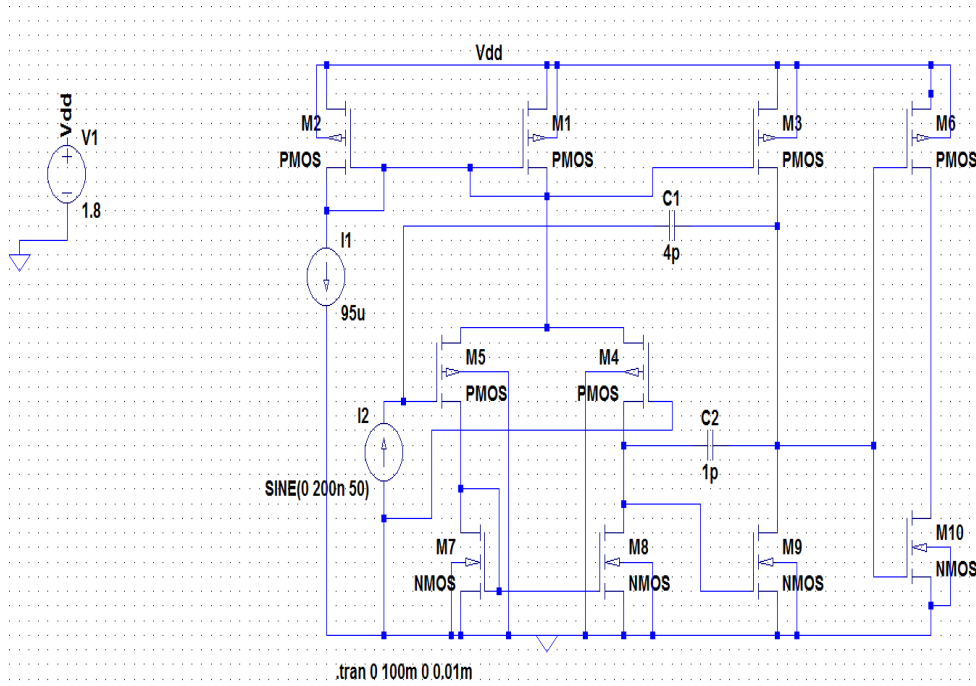 Vdd
Vdd
V1
1.8
M2
PMOS
M1
PMOS
M3
PMOS
M6
PMOS
C1
4p
I1
95u
M5
PMOS
M4
PMOS
I2
SINE(0 200n 50)
C2
1p
M7
NMOS
M8
NMOS
M9
NMOS
M10
NMOS
.tran 0 100m 0 0.01m